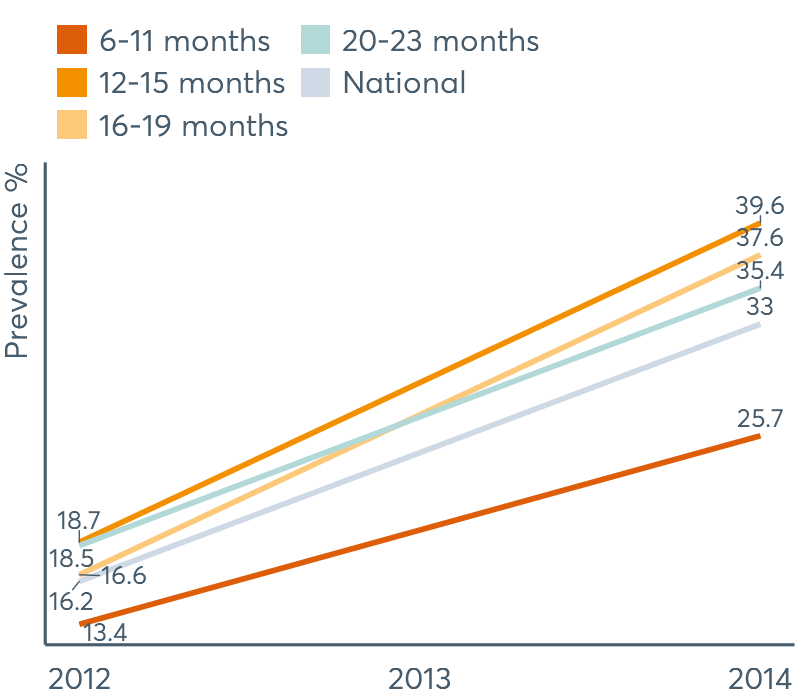 6-11 months
20-23 months
12-15 months
National
16-19 months
Prevalence %
39.6
37.6
35.4
33
25.7
18.7
18.5
16.6
16.2
13.4
2012
2013
2014